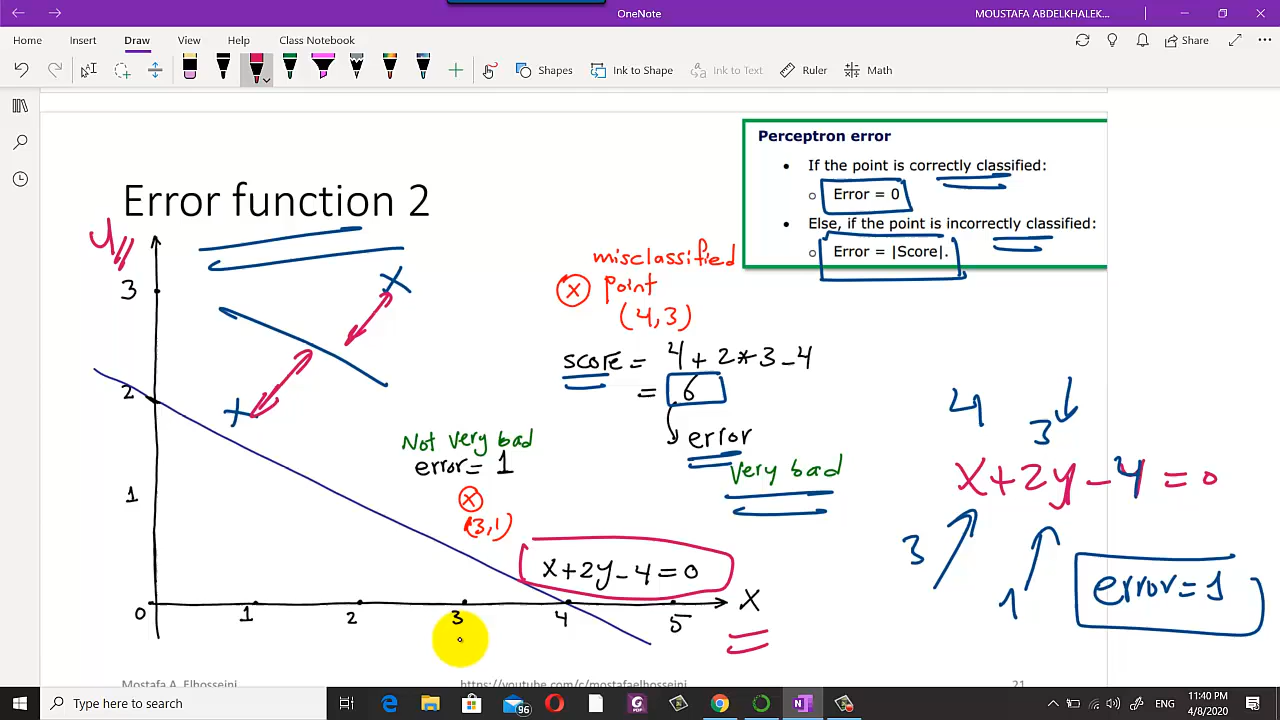 OneNote
MOUSTAFA ABDELKHALEK...
Home
Insert
Draw
View
Help
Class Notebook
Share
Shapes
Ink to Shape
Ink to Text
Ruler
Math
Perceptron error
• If the point is correctly classified:
o Error = 0
• Else, if the point is incorrectly classified:
o Error = |Score|.
Error function 2
y
3
2
1
0
1
2
3
4
5
X
X
+
misclassified
X point
(4,3)
score = 4 + 2*3 - 4
= 6
error
Very bad
Not very bad
error = 1
X
(3,1)
x+2y-4=0
4
3
x+2y-4=0
3
1
error=1
Mostafa A. Elhosseini
https://youtube.com/c/mostafaelhosseini
21
Type here to search
96
11:40 PM
4/8/2020